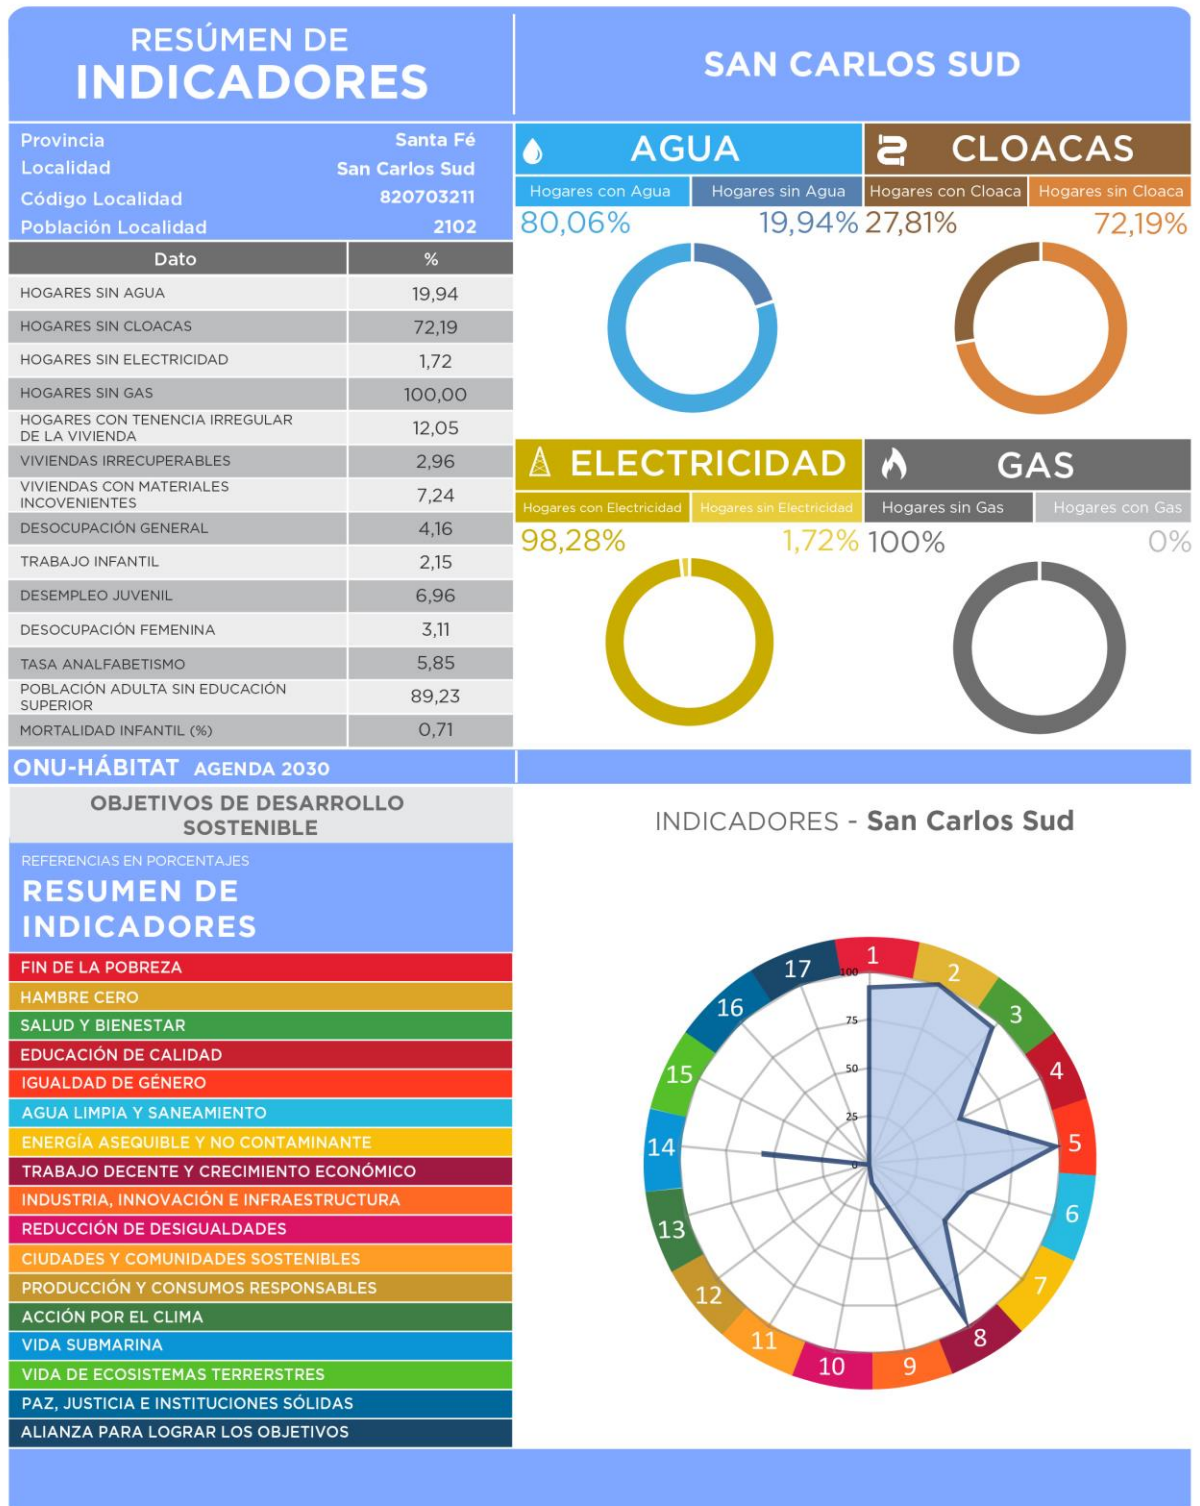 RESÚMEN DE
INDICADORES
SAN CARLOS SUD
Provincia Santa Fé
Localidad San Carlos Sud
Código Localidad 820703211
Población Localidad 2102
Dato %
HOGARES SIN AGUA 19,94
HOGARES SIN CLOACAS 72,19
HOGARES SIN ELECTRICIDAD 1,72
HOGARES SIN GAS 100,00
HOGARES CON TENENCIA IRREGULAR
DE LA VIVIENDA 12,05
VIVIENDAS IRRECUPERABLES 2,96
VIVIENDAS CON MATERIALES
INCOVENIENTES 7,24
DESOCUPACIÓN GENERAL 4,16
TRABAJO INFANTIL 2,15
DESEMPLEO JUVENIL 6,96
DESOCUPACIÓN FEMENINA 3,11
TASA ANALFABETISMO 5,85
POBLACIÓN ADULTA SIN EDUCACIÓN
SUPERIOR 89,23
MORTALIDAD INFANTIL (%) 0,71
AGUA
Hogares con Agua Hogares sin Agua
80,06% 19,94%
CLOACAS
Hogares con Cloaca Hogares sin Cloaca
27,81% 72,19%
ELECTRICIDAD
Hogares con Electricidad Hogares sin Electricidad
98,28% 1,72%
GAS
Hogares sin Gas Hogares con Gas
100% 0%
ONU-HÁBITAT AGENDA 2030
OBJETIVOS DE DESARROLLO
SOSTENIBLE
REFERENCIAS EN PORCENTAJES
RESUMEN DE
INDICADORES
FIN DE LA POBREZA
HAMBRE CERO
SALUD Y BIENESTAR
EDUCACIÓN DE CALIDAD
IGUALDAD DE GÉNERO
AGUA LIMPIA Y SANEAMIENTO
ENERGÍA ASEQUIBLE Y NO CONTAMINANTE
TRABAJO DECENTE Y CRECIMIENTO ECONÓMICO
INDUSTRIA, INNOVACIÓN E INFRAESTRUCTURA
REDUCCIÓN DE DESIGUALDADES
CIUDADES Y COMUNIDADES SOSTENIBLES
PRODUCCIÓN Y CONSUMOS RESPONSABLES
ACCIÓN POR EL CLIMA
VIDA SUBMARINA
VIDA DE ECOSISTEMAS TERRERSTRES
PAZ, JUSTICIA E INSTITUCIONES SÓLIDAS
ALIANZA PARA LOGRAR LOS OBJETIVOS
INDICADORES - San Carlos Sud
1
2
3
4
5
6
7
8
9
10
11
12
13
14
15
16
17
100
75
50
25
0